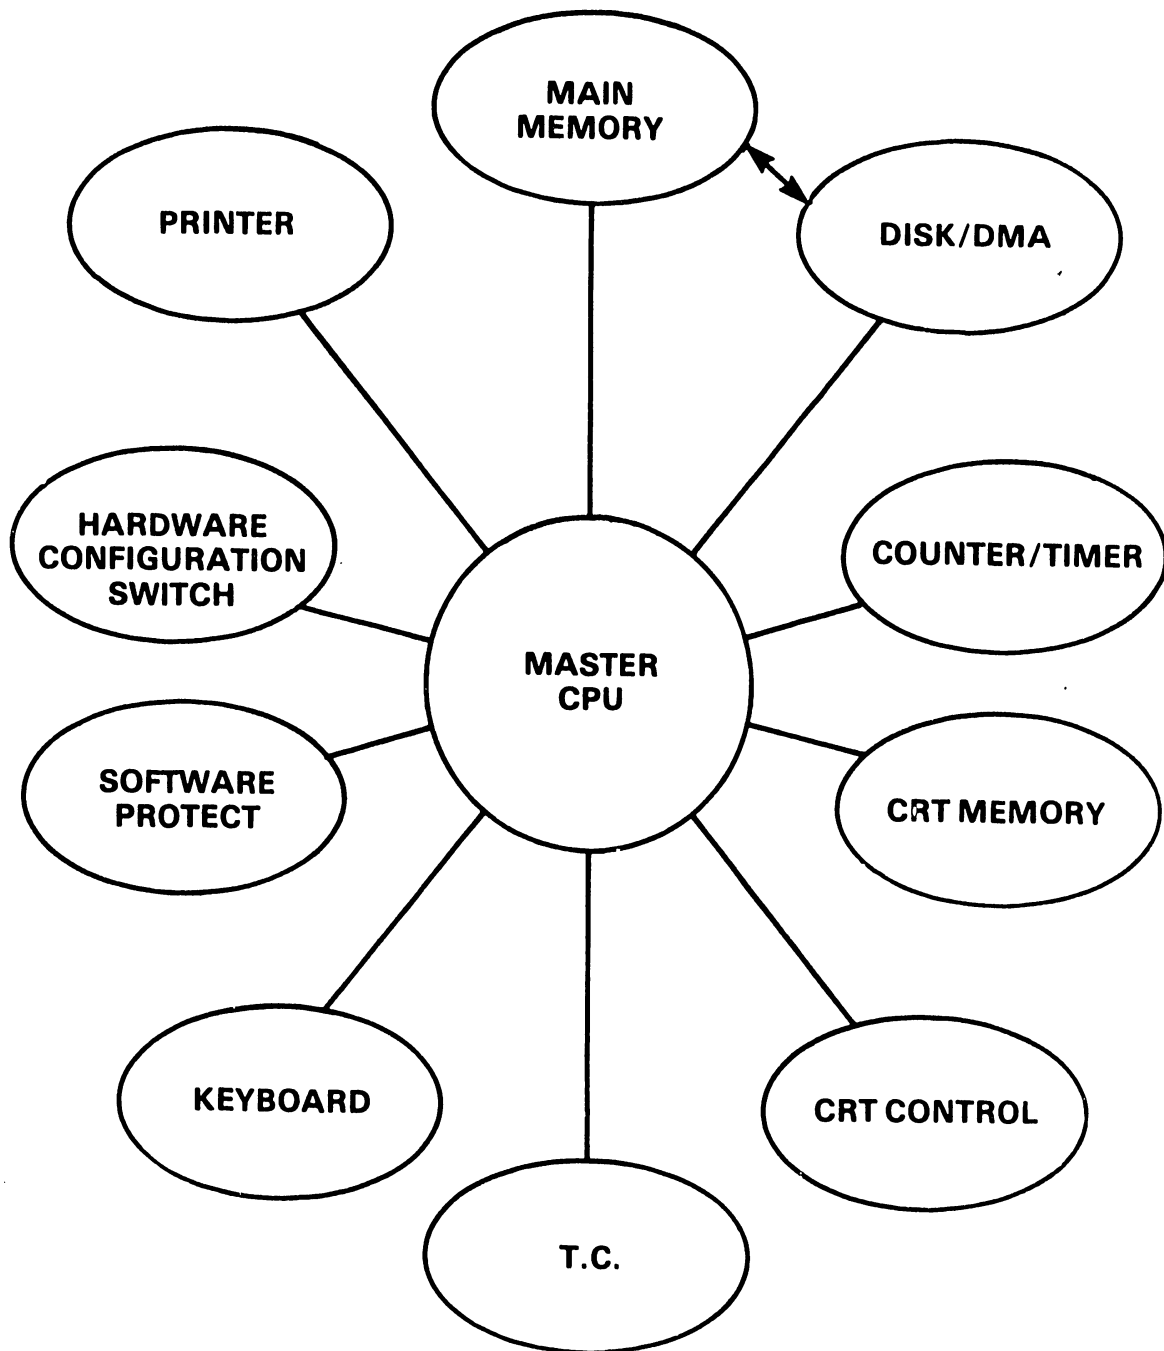 MAIN
MEMORY
PRINTER
DISK/DMA
HARDWARE
CONFIGURATION
SWITCH
COUNTER/TIMER
MASTER
CPU
SOFTWARE
PROTECT
CRT MEMORY
KEYBOARD
CRT CONTROL
T.C.